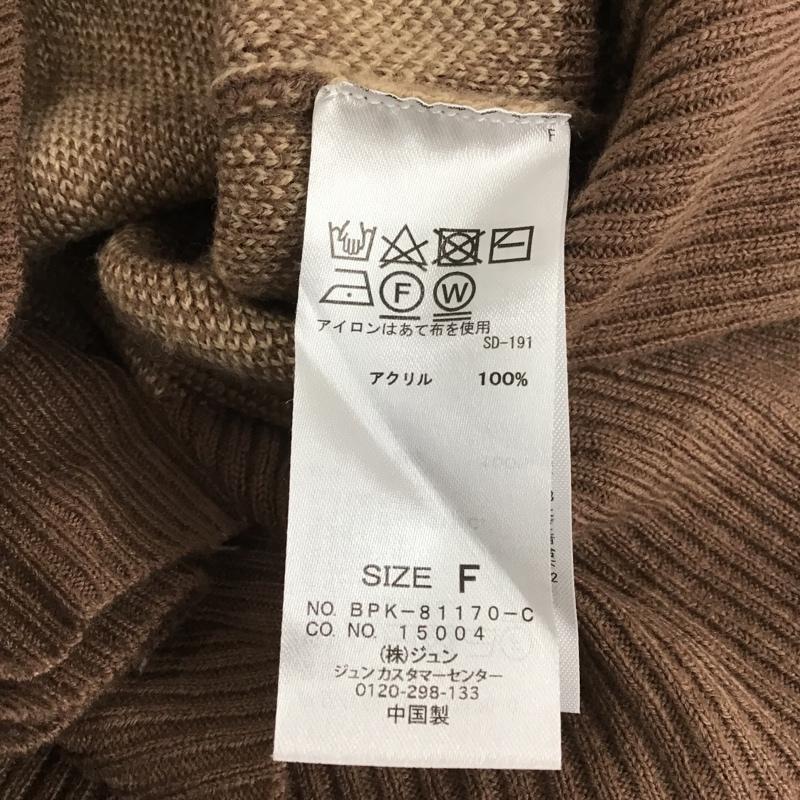 F
F W
アイロンはあて布を使用
SD-191
アクリル 100%
SIZE F
NO. BPK-81170-C
CO. NO. 15004
(株)ジュン
ジュンカスタマーセンター
0120-298-133
中国製